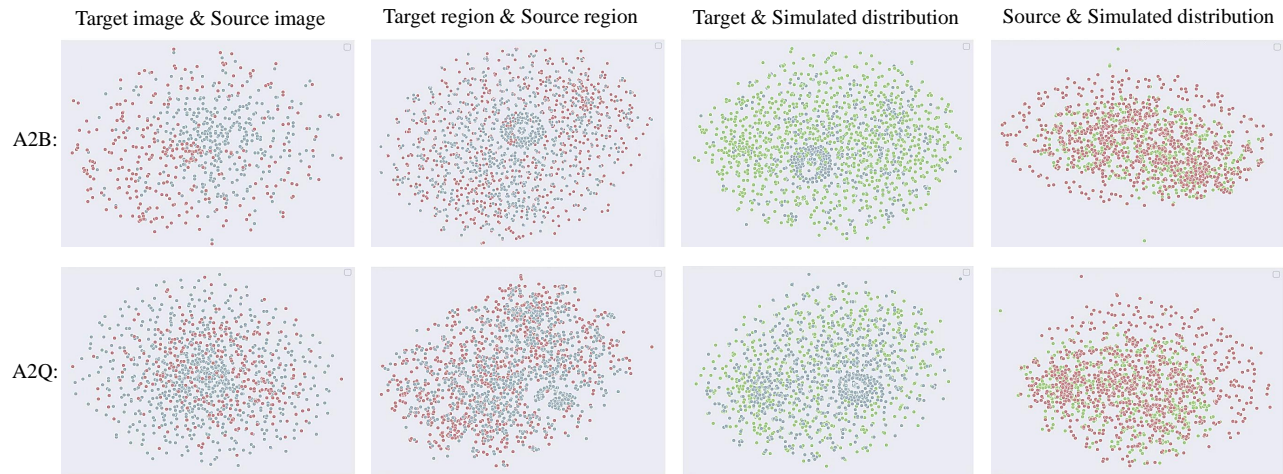 Target image & Source image
Target region & Source region
Target & Simulated distribution
Source & Simulated distribution
A2B:
A2Q: